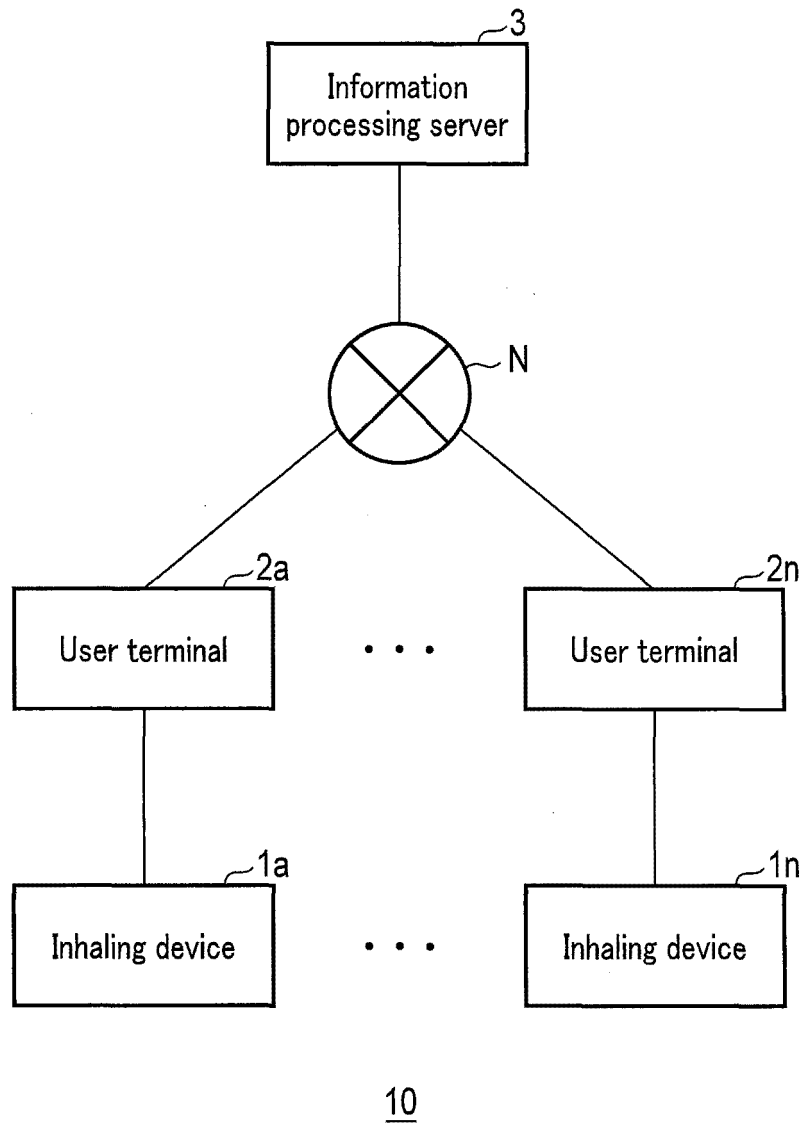 3
Information
processing server
N
2a
2n
User terminal
. . .
User terminal
1a
1n
Inhaling device
. . .
Inhaling device
10